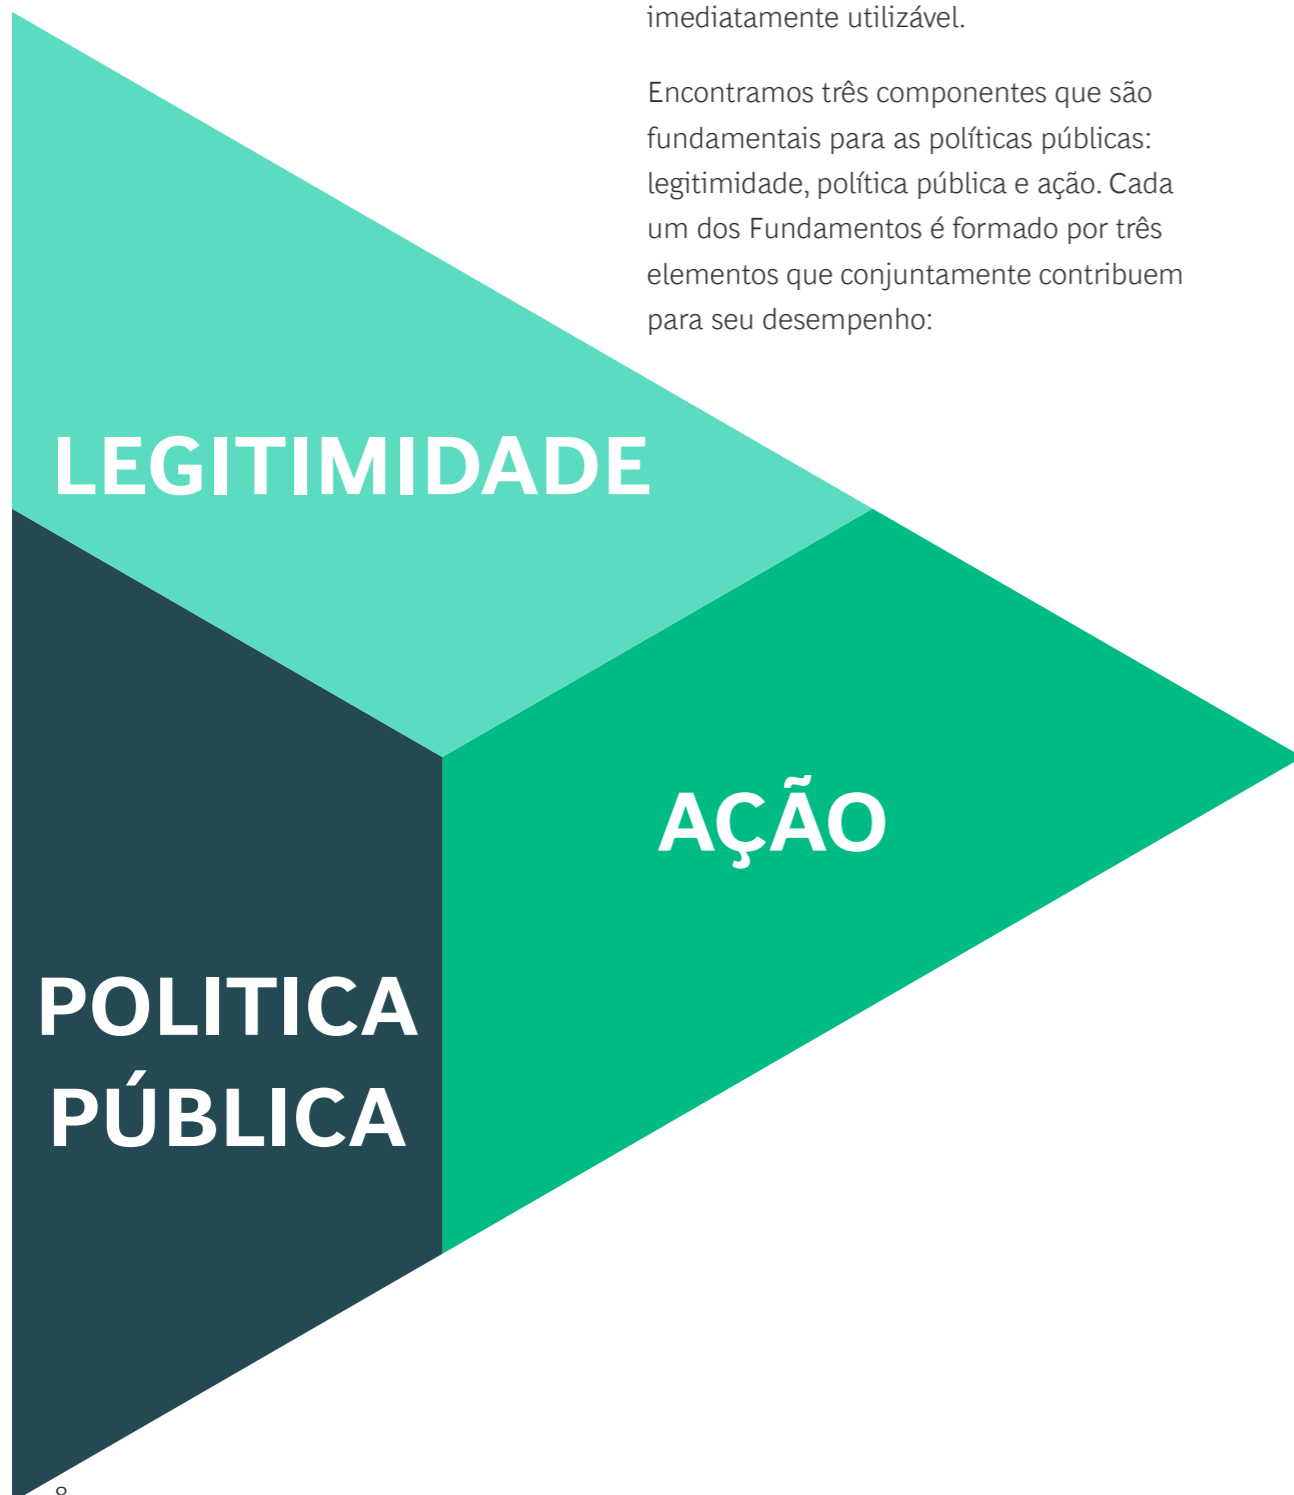 imediatamente utilizável.
Encontramos três componentes que são
fundamentais para as políticas públicas:
legitimidade, política pública e ação. Cada
um dos Fundamentos é formado por três
elementos que conjuntamente contribuem
para seu desempenho:
LEGITIMIDADE
AÇÃO
POLITICA
PÚBLICA
8